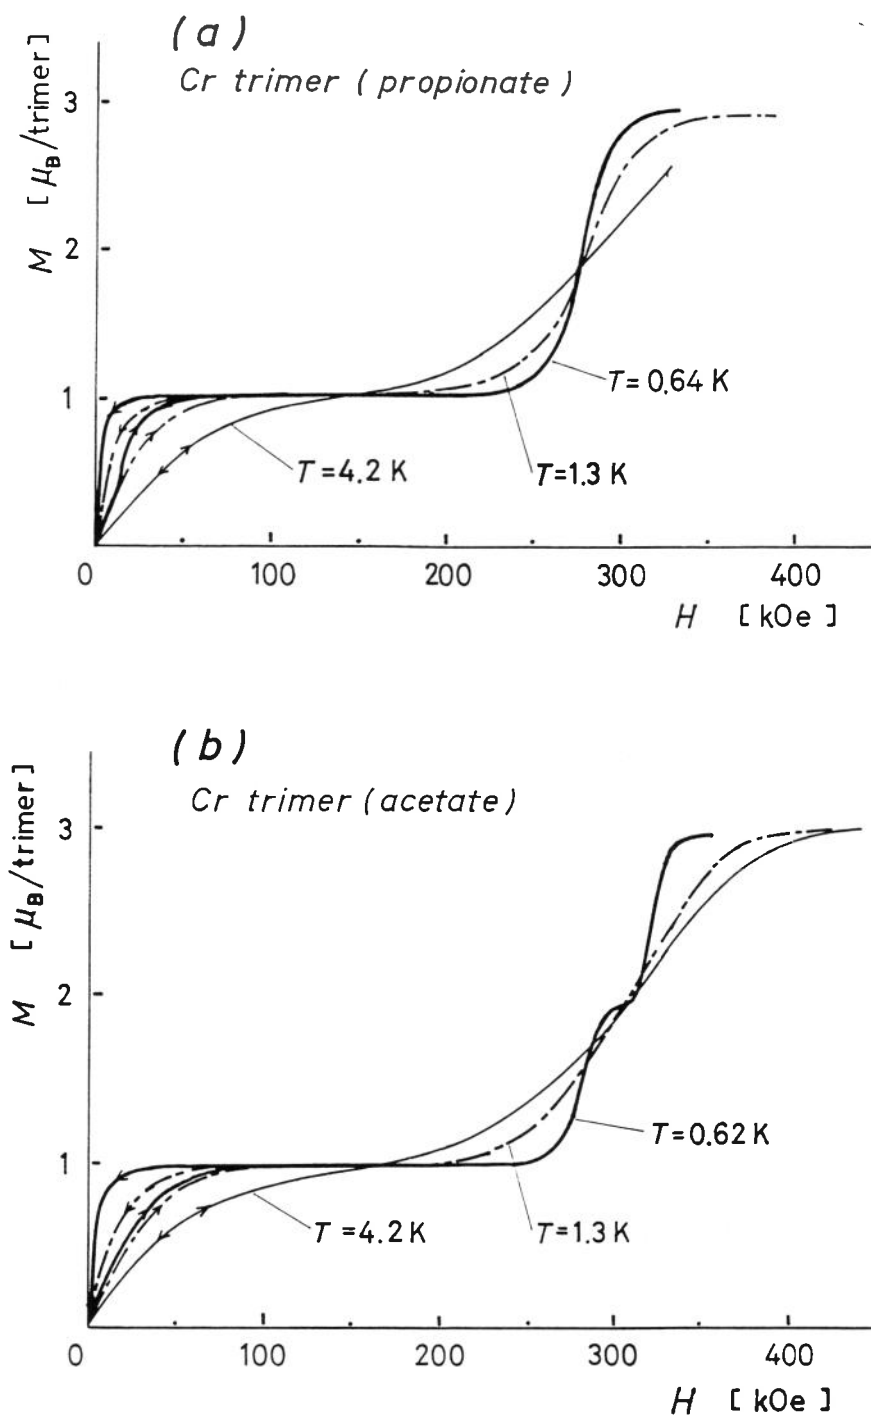 (a)
Cr trimer (propionate)
M [μB/trimer]
3
2
1
T=0.64 K
T=4.2 K
T=1.3 K
0 100 200 300 400
H [kOe]
(b)
Cr trimer (acetate)
M [μB/trimer]
3
2
1
T=0.62 K
T=4.2 K
T=1.3 K
0 100 200 300 400
H [kOe]